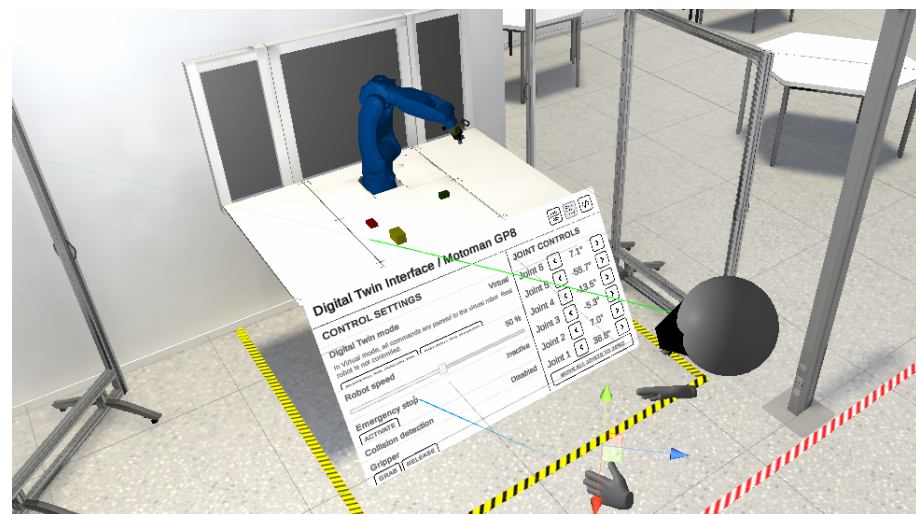 Digital Twin Interface / Motoman GP8
CONTROL SETTINGS
Digital Twin mode
Virtual
In Virtual mode, all commands are passed to the virtual robot. Real
robot is not controlled.
Robot speed
50 %
Emergency stop
Inactive
ACTIVATE
Collision detection
Disabled
Gripper
GRAB
RELEASE
JOINT CONTROLS
Joint 6 < 7.1° >
Joint 5 < -55.7° >
Joint 4 < -13.5° >
Joint 3 < -5.3° >
Joint 2 < 7.0° >
Joint 1 < 36.8° >
MOVE ALL JOINTS TO ZERO